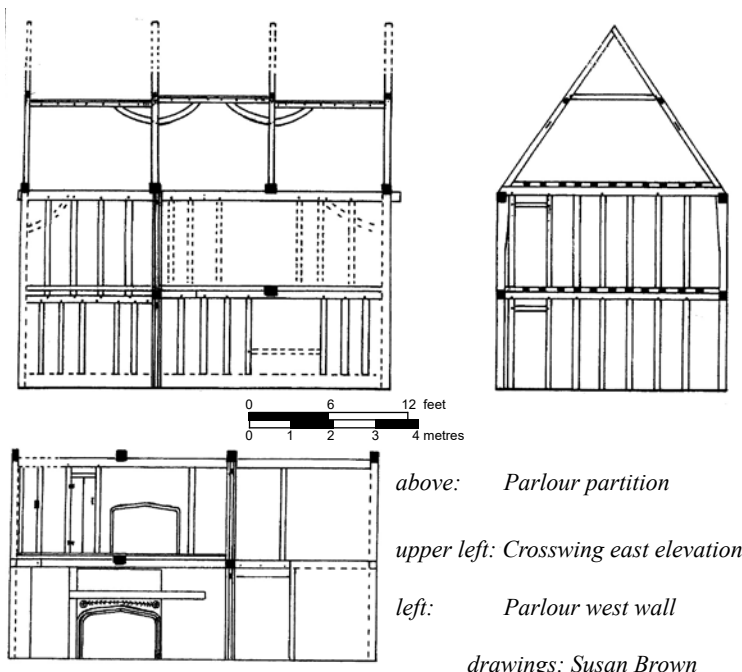 0 6 12 feet
0 1 2 3 4 metres
above: Parlour partition
upper left: Crosswing east elevation
left: Parlour west wall
drawings: Susan Brown